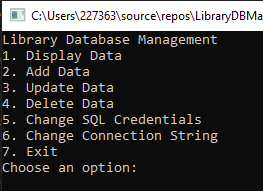 C:\Users\227363\source\repos\LibraryDBMa
Library Database Management
1. Display Data
2. Add Data
3. Update Data
4. Delete Data
5. Change SQL Credentials
6. Change Connection String
7. Exit
Choose an option: